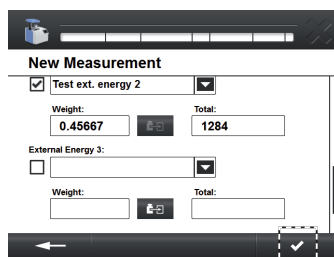 New Measurement
Test ext. energy 2
Weight: Total:
0.45667 1284
External Energy 3:
Weight: Total: